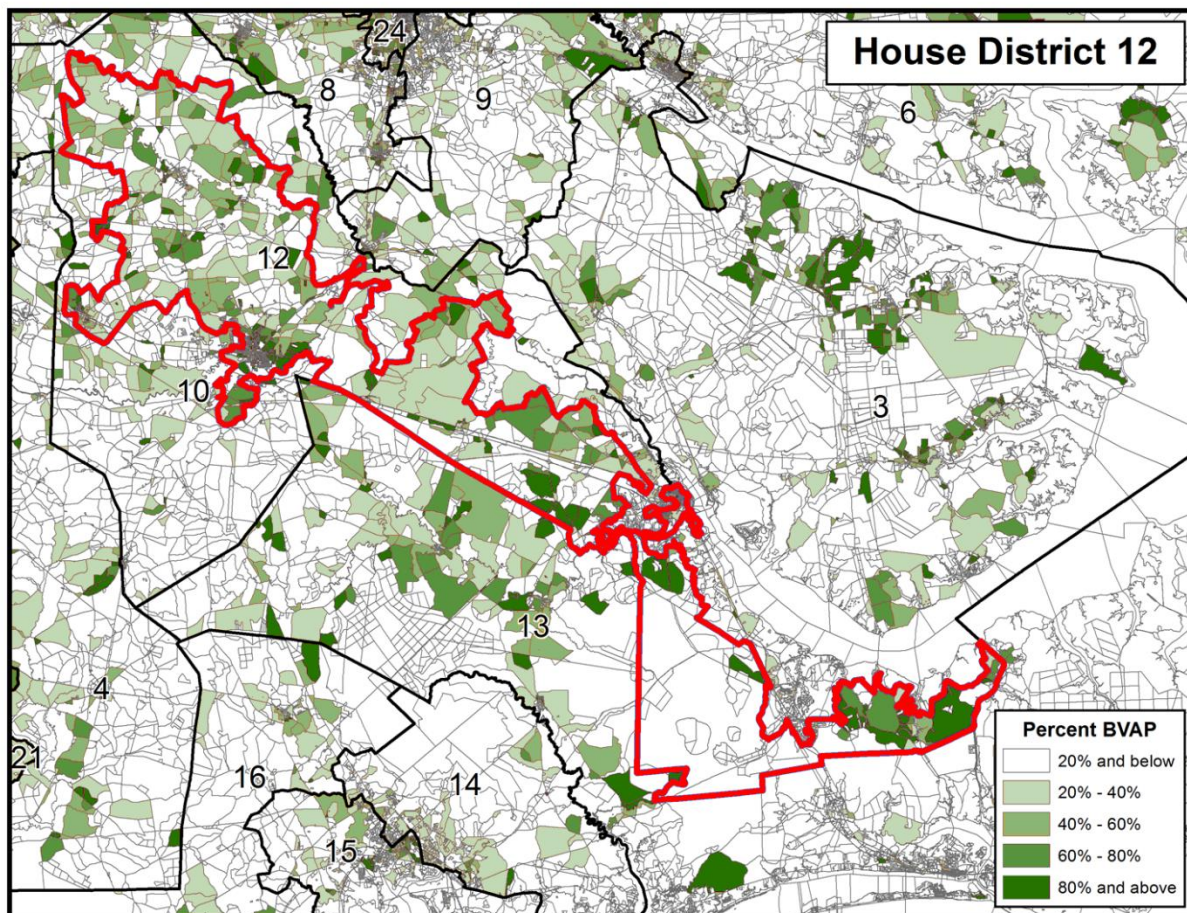 House District 12
24
8
9
6
12
10
3
13
4
21
16
14
15
Percent BVAP
20% and below
20% - 40%
40% - 60%
60% - 80%
80% and above